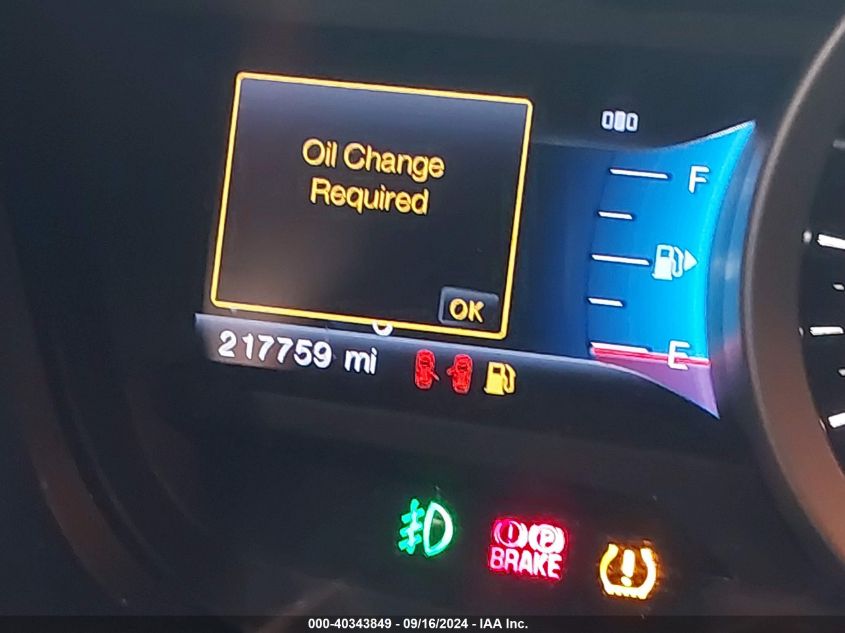 Oil Change
Required
OK
F
E
217759 mi
BRAKE
P
000-40343849 - 09/16/2024 - IAA Inc.